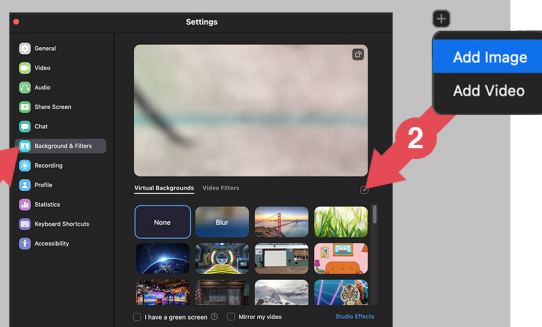 Settings
General
Video
Audio
Share Screen
Chat
Background & Filters
Recording
Profile
Statistics
Keyboard Shortcuts
Accessibility
Virtual Backgrounds Video Filters
None
Blur
I have a green screen
Mirror my video
Studio Effects
Add Image
Add Video
2